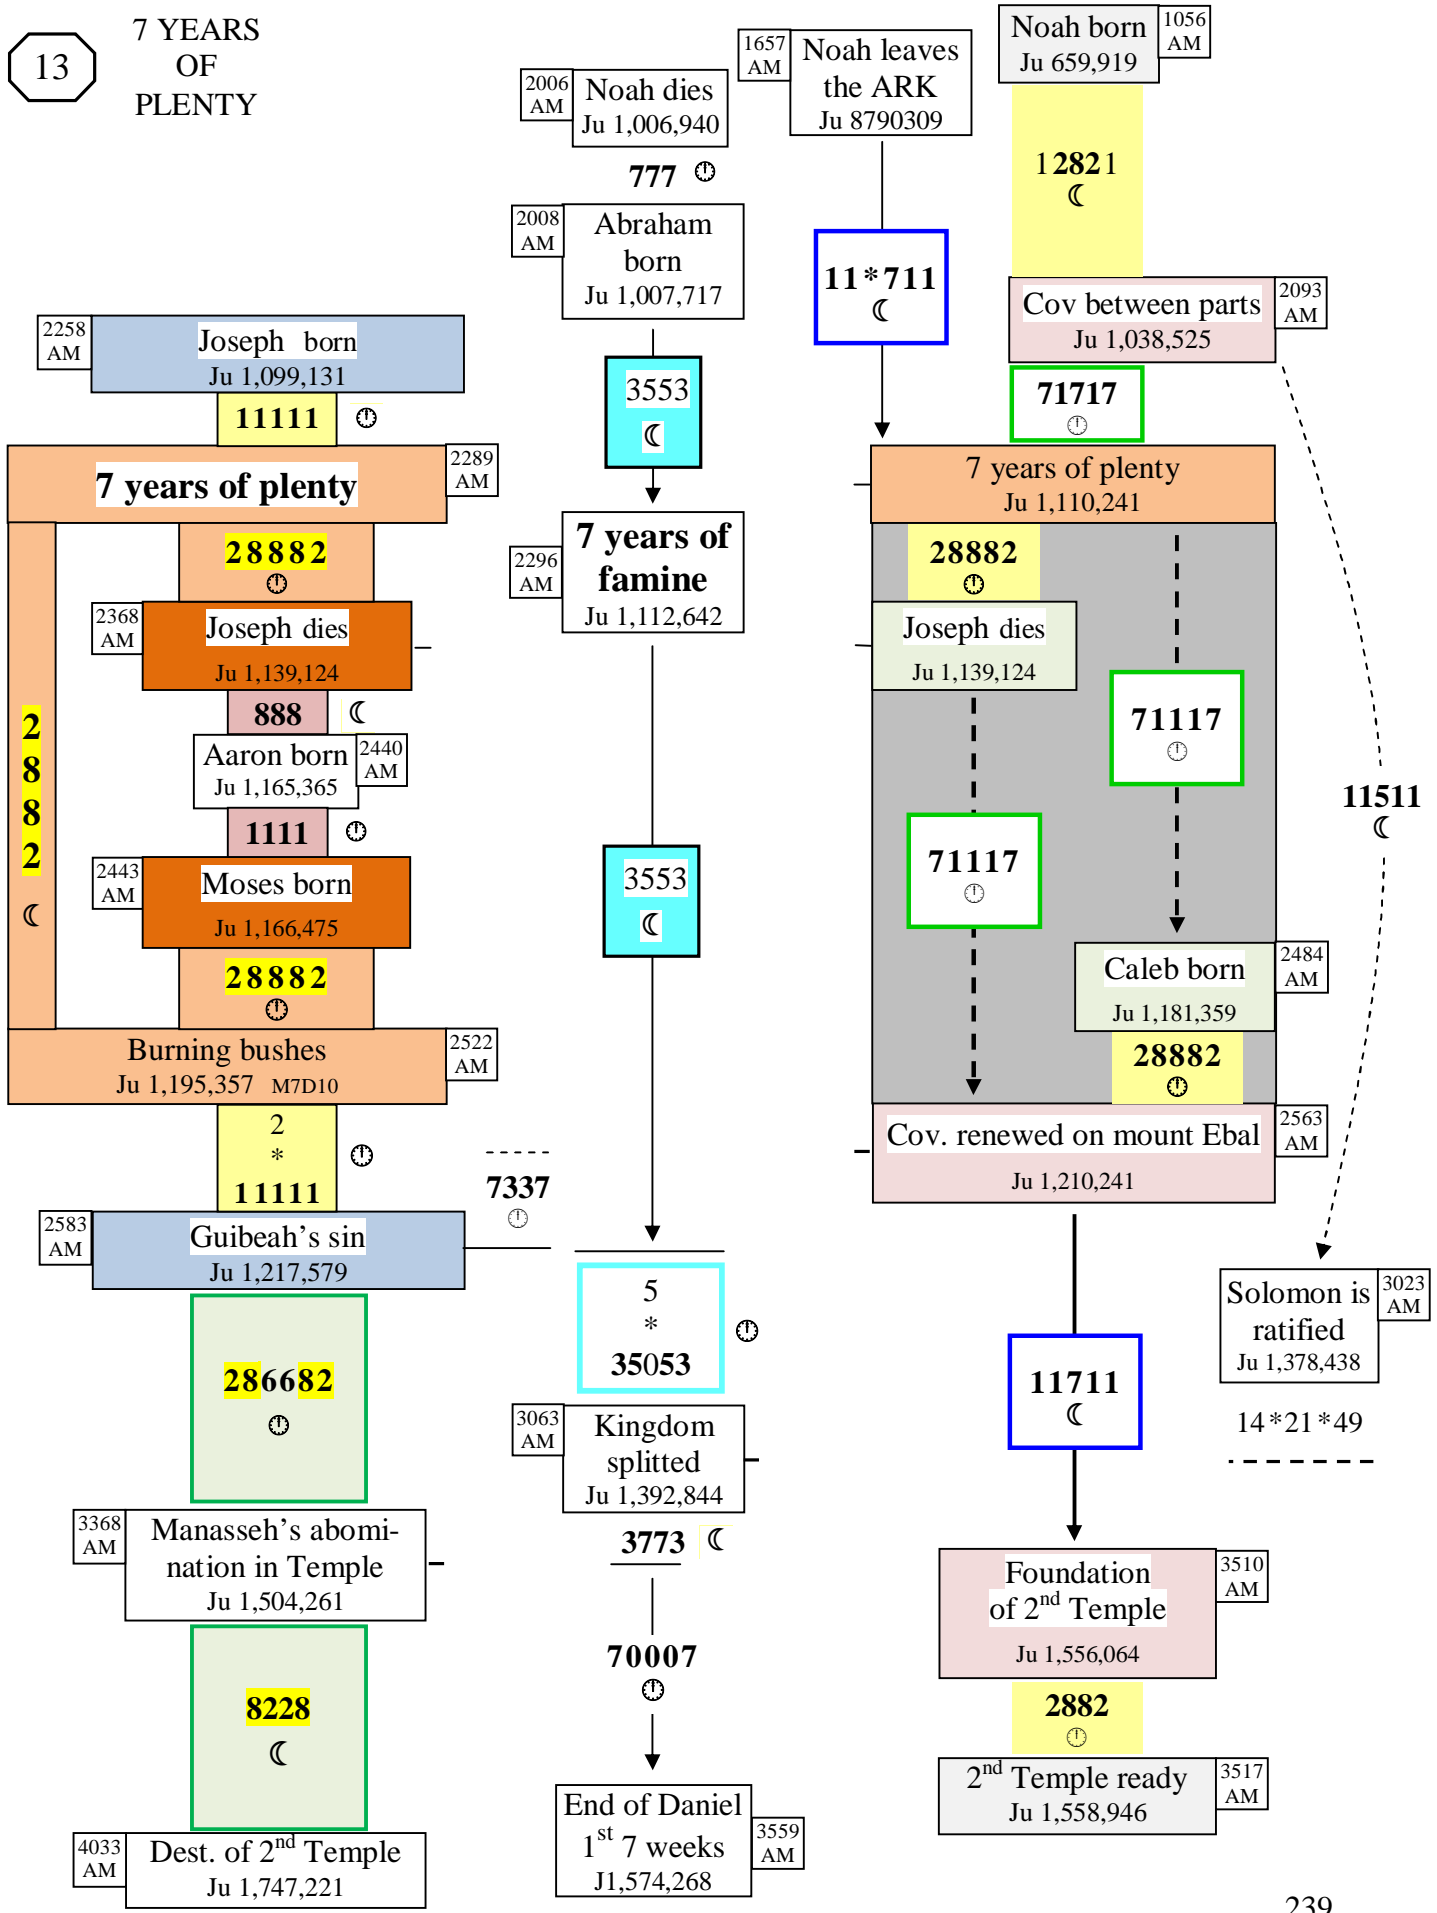 13
7 YEARS
OF
PLENTY
2258
AM
Joseph born
Ju 1,099,131
11111
7 years of plenty
2289
AM
28882
2368
AM
Joseph dies
Ju 1,139,124
888
Aaron born
Ju 1,165,365
2440
AM
1111
2443
AM
Moses born
Ju 1,166,475
28882
2
8
8
2
Burning bushes
Ju 1,195,357 M7D10
2522
AM
2
*
11111
2583
AM
Guibeah's sin
Ju 1,217,579
7337
286682
3368
AM
Manasseh's abomi-
nation in Temple
Ju 1,504,261
8228
4033
AM
Dest. of 2nd Temple
Ju 1,747,221
2006
AM
Noah dies
Ju 1,006,940
777
2008
AM
Abraham
born
Ju 1,007,717
3553
2296
AM
7 years of
famine
Ju 1,112,642
3553
5
*
35053
3063
AM
Kingdom
splitted
Ju 1,392,844
3773
70007
End of Daniel
1st 7 weeks
J1,574,268
3559
AM
1657
AM
Noah leaves
the ARK
Ju 8790309
11*711
Noah born
Ju 659,919
1056
AM
12821
Cov between parts
Ju 1,038,525
2093
AM
71717
7 years of plenty
Ju 1,110,241
28882
Joseph dies
Ju 1,139,124
71117
71117
Caleb born
Ju 1,181,359
2484
AM
28882
Cov. renewed on mount Ebal
Ju 1,210,241
2563
AM
11511
Solomon is
ratified
Ju 1,378,438
3023
AM
14*21*49
11711
Foundation
of 2nd Temple
Ju 1,556,064
3510
AM
2882
2nd Temple ready
Ju 1,558,946
3517
AM
239